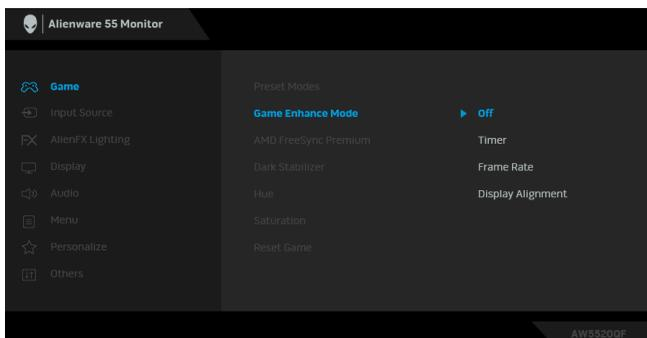 Alienware 55 Monitor
Game
Input Source
AlienFX Lighting
Display
Audio
Menu
Personalize
Others
Preset Modes
Game Enhance Mode
AMD FreeSync Premium
Dark Stabilizer
Hue
Saturation
Reset Game
Off
Timer
Frame Rate
Display Alignment
AW5520QF